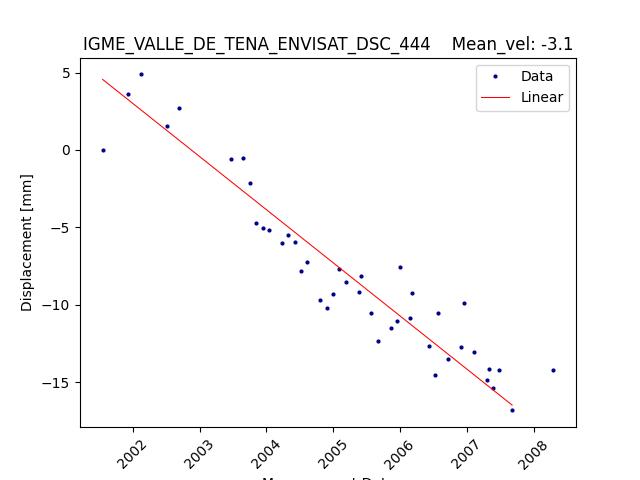 IGME_VALLE_DE_TENA_ENVISAT_DSC_444 Mean_vel: -3.1
Data
Linear
Displacement [mm]
5
0
−5
−10
−15
2002 2003 2004 2005 2006 2007 2008